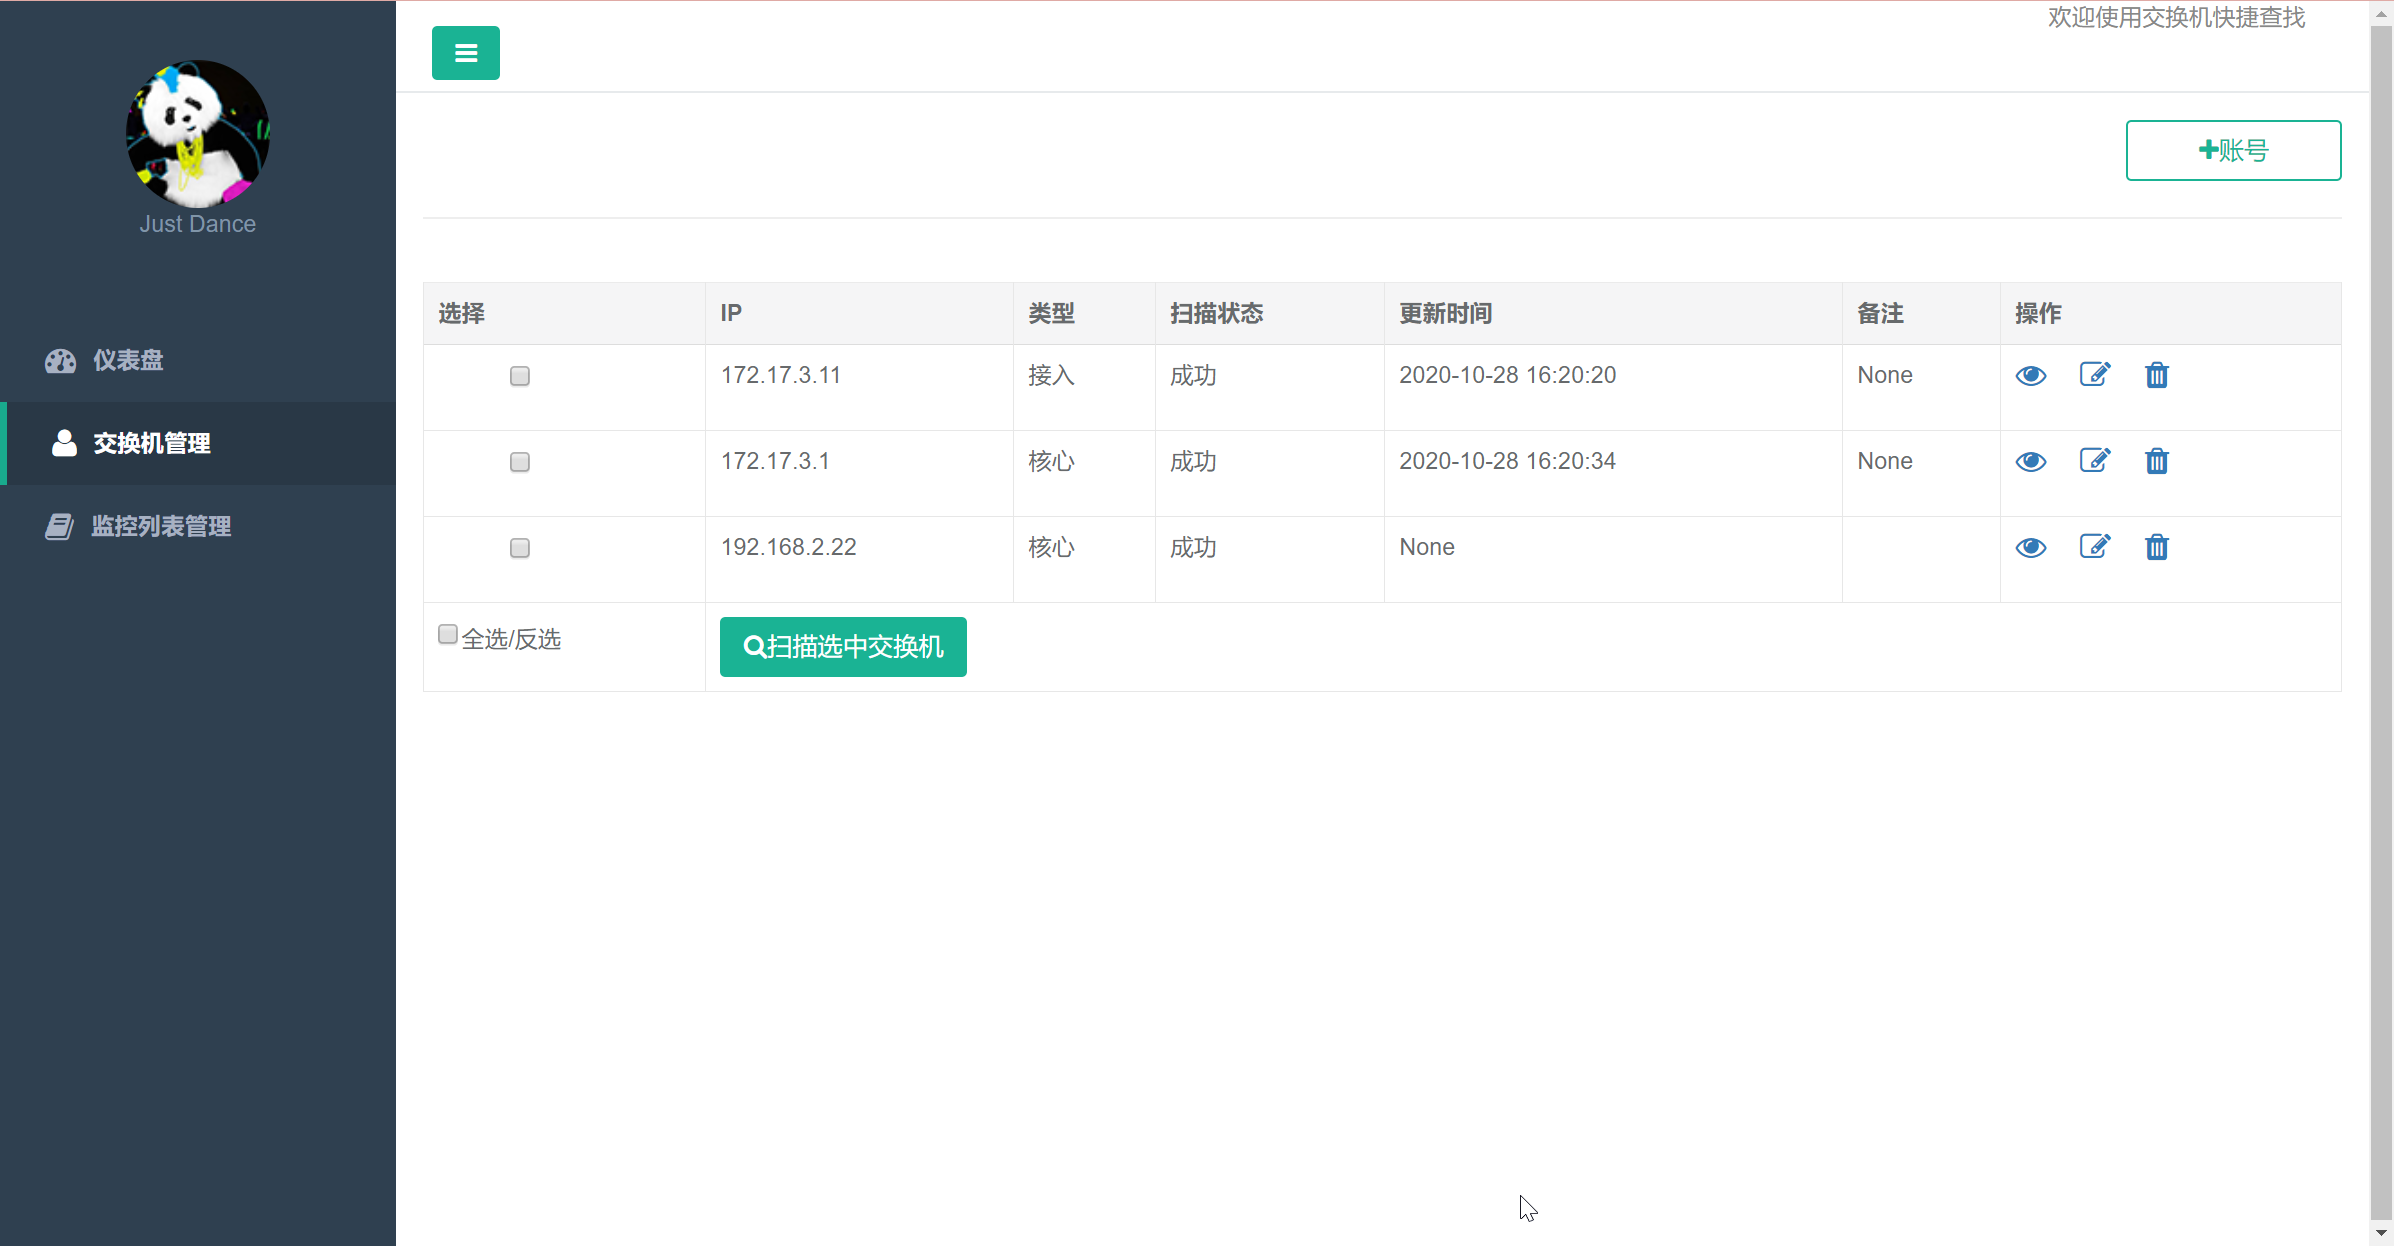 欢迎使用交换机快捷查找
Just Dance
仪表盘
交换机管理
监控列表管理
账号
选择 IP 类型 扫描状态 更新时间 备注 操作
172.17.3.11 接入 成功 2020-10-28 16:20:20 None
172.17.3.1 核心 成功 2020-10-28 16:20:34 None
192.168.2.22 核心 成功 None
全选/反选 扫描选中交换机